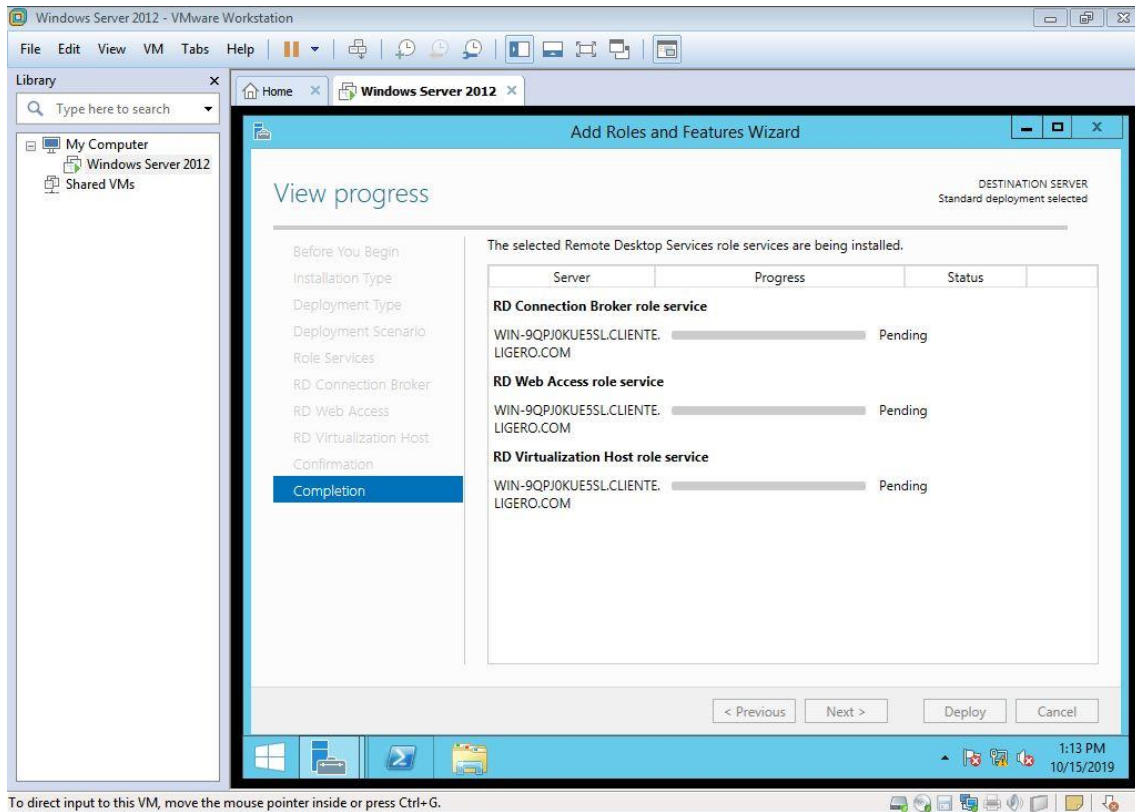 Windows Server 2012 - VMware Workstation
File Edit View VM Tabs Help
Library
Type here to search
My Computer
Windows Server 2012
Shared VMs
Home
Windows Server 2012
Add Roles and Features Wizard
View progress
DESTINATION SERVER
Standard deployment selected
Before You Begin
Installation Type
Deployment Type
Deployment Scenario
Role Services
RD Connection Broker
RD Web Access
RD Virtualization Host
Confirmation
Completion
The selected Remote Desktop Services role services are being installed.
Server Progress Status
RD Connection Broker role service
WIN-9QPJ0KUE5SL.CLIENTE. Pending
LIGERO.COM
RD Web Access role service
WIN-9QPJ0KUE5SL.CLIENTE. Pending
LIGERO.COM
RD Virtualization Host role service
WIN-9QPJ0KUE5SL.CLIENTE. Pending
LIGERO.COM
< Previous Next > Deploy Cancel
1:13 PM
10/15/2019
To direct input to this VM, move the mouse pointer inside or press Ctrl+G.